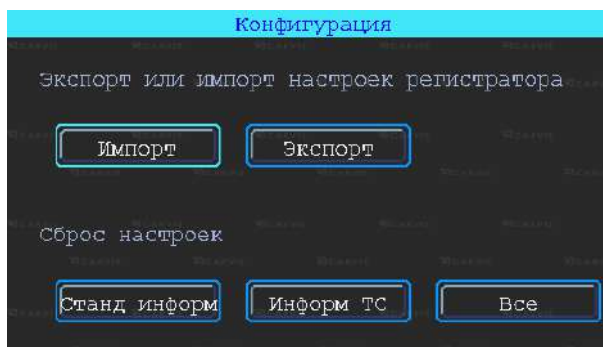 Конфигурация
Экспорт или импорт настроек регистратора
Импорт Экспорт
Сброс настроек
Станд информ Информ ТС Все